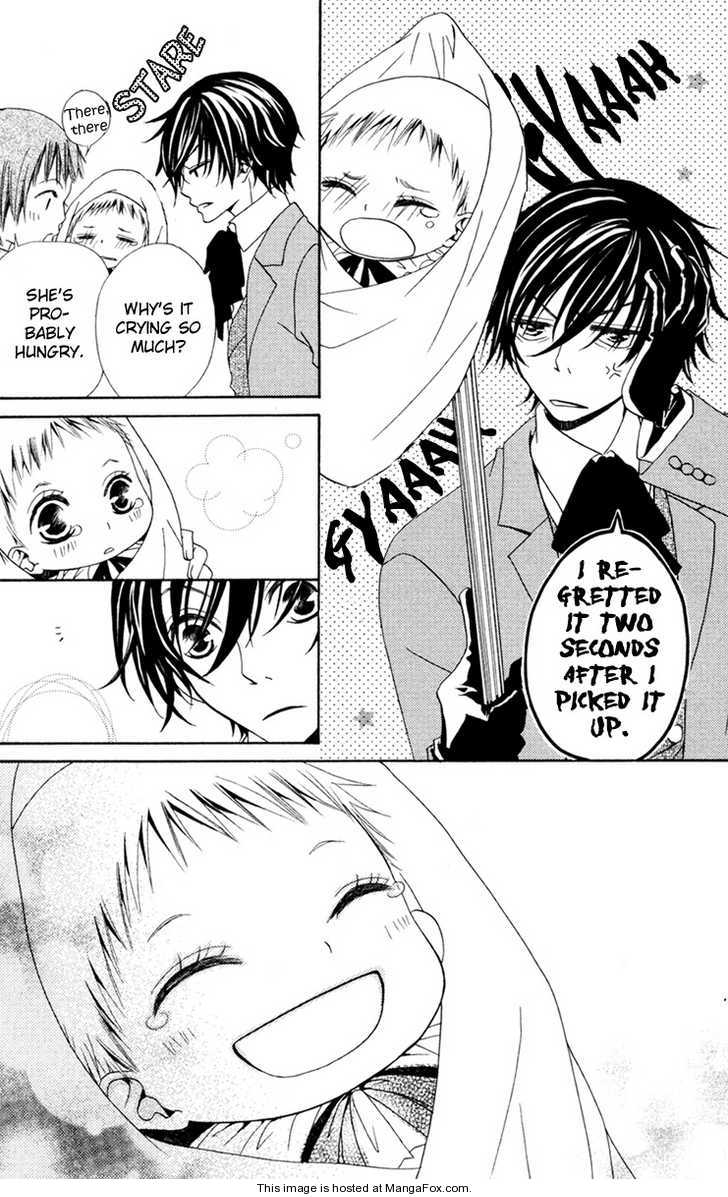 GYAAAH
GYAAAH
I RE-
GRETTED
IT TWO
SECONDS
AFTER I
PICKED IT
UP.
STARE
WHY'S IT
CRYING SO
MUCH?
There,
there
SHE'S
PRO-
BABLY
HUNGRY.
This image is hosted at MangaFox.com.